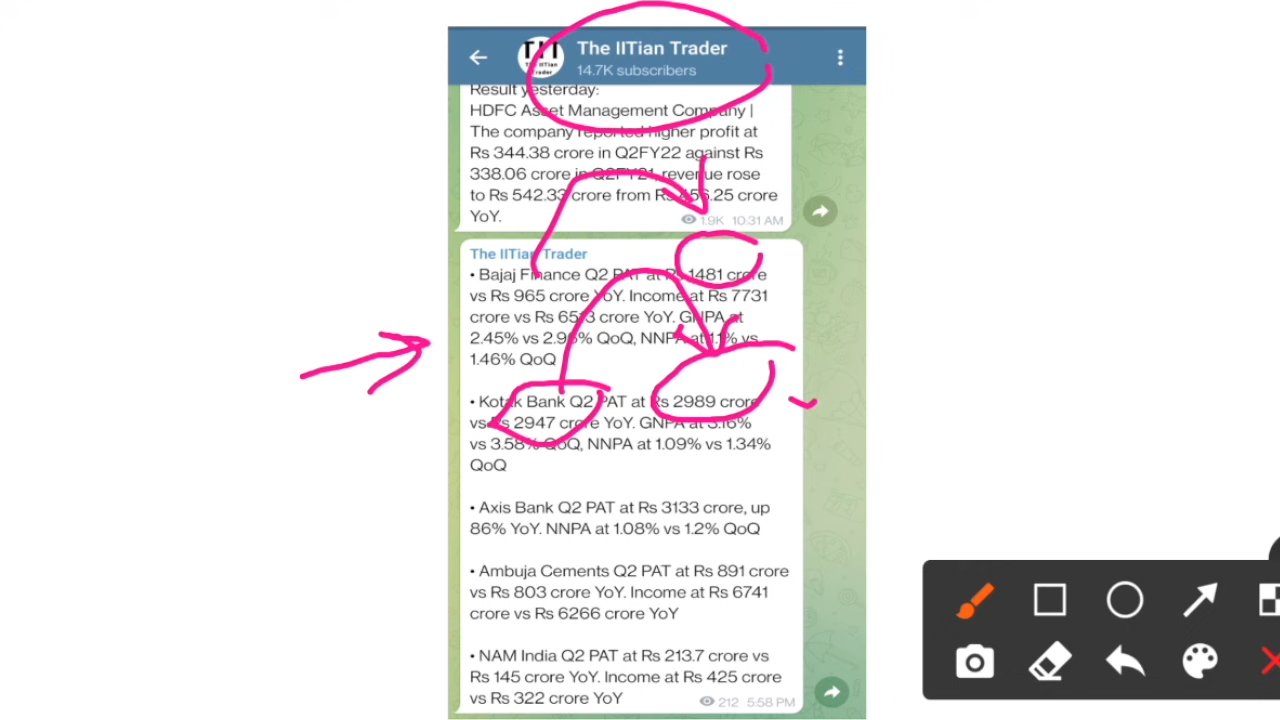 TIT
The IITian
Trader
The IITian Trader
14.7K subscribers
Result yesterday:
HDFC Asset Management Company |
The company reported higher profit at
Rs 344.38 crore in Q2FY22 against Rs
338.06 crore in Q2FY21, revenue rose
to Rs 542.33 crore from Rs 456.25 crore
YoY.
1.9K 10:31 AM
The IITian Trader
• Bajaj Finance Q2 PAT at Rs 1481 crore
vs Rs 965 crore YoY. Income at Rs 7731
crore vs Rs 6513 crore YoY. GNPA at
2.45% vs 2.96% QoQ, NNPA at 1.1% vs
1.46% QoQ
• Kotak Bank Q2 PAT at Rs 2989 crore
vs Rs 2947 crore YoY. GNPA at 3.16%
vs 3.58% QoQ, NNPA at 1.09% vs 1.34%
QoQ
• Axis Bank Q2 PAT at Rs 3133 crore, up
86% YoY. NNPA at 1.08% vs 1.2% QoQ
• Ambuja Cements Q2 PAT at Rs 891 crore
vs Rs 803 crore YoY. Income at Rs 6741
crore vs Rs 6266 crore YoY
• NAM India Q2 PAT at Rs 213.7 crore vs
Rs 145 crore YoY. Income at Rs 425 crore
vs Rs 322 crore YoY
212 5:58 PM